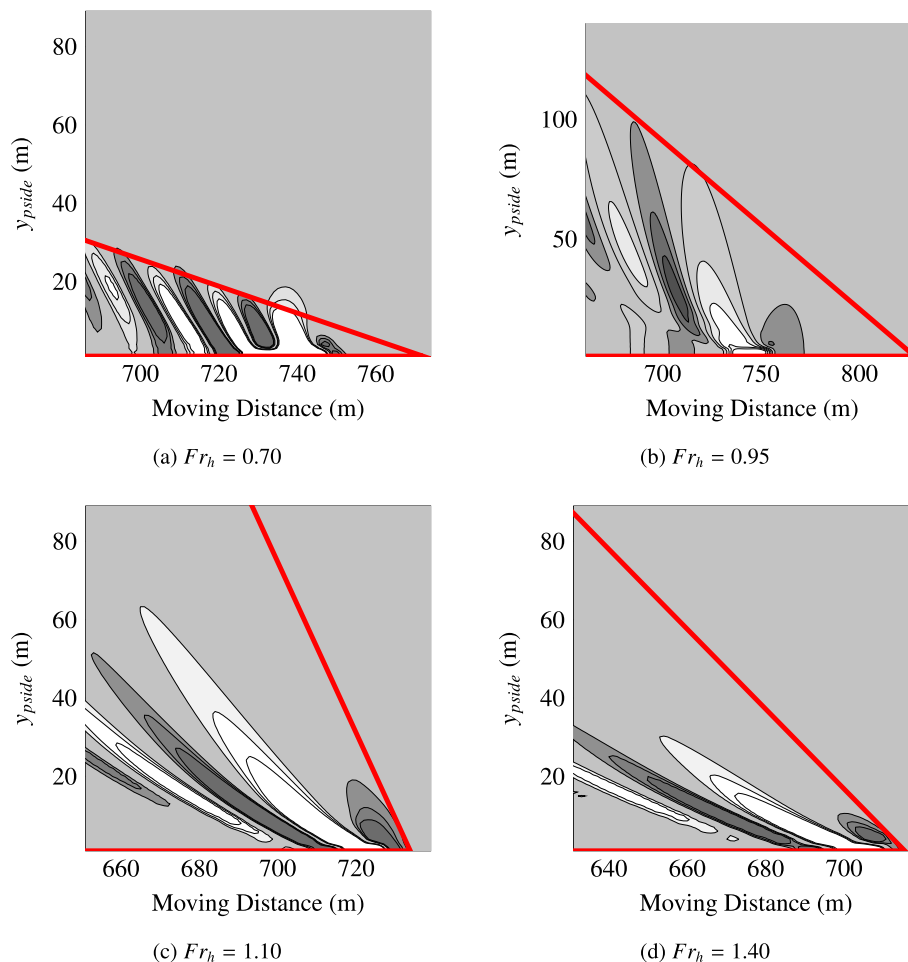 80
60
40
20
y_pside (m)
700 720 740 760
Moving Distance (m)
(a) Fr_h = 0.70
100
50
y_pside (m)
700 750 800
Moving Distance (m)
(b) Fr_h = 0.95
80
60
40
20
y_pside (m)
660 680 700 720
Moving Distance (m)
(c) Fr_h = 1.10
80
60
40
20
y_pside (m)
640 660 680 700
Moving Distance (m)
(d) Fr_h = 1.40